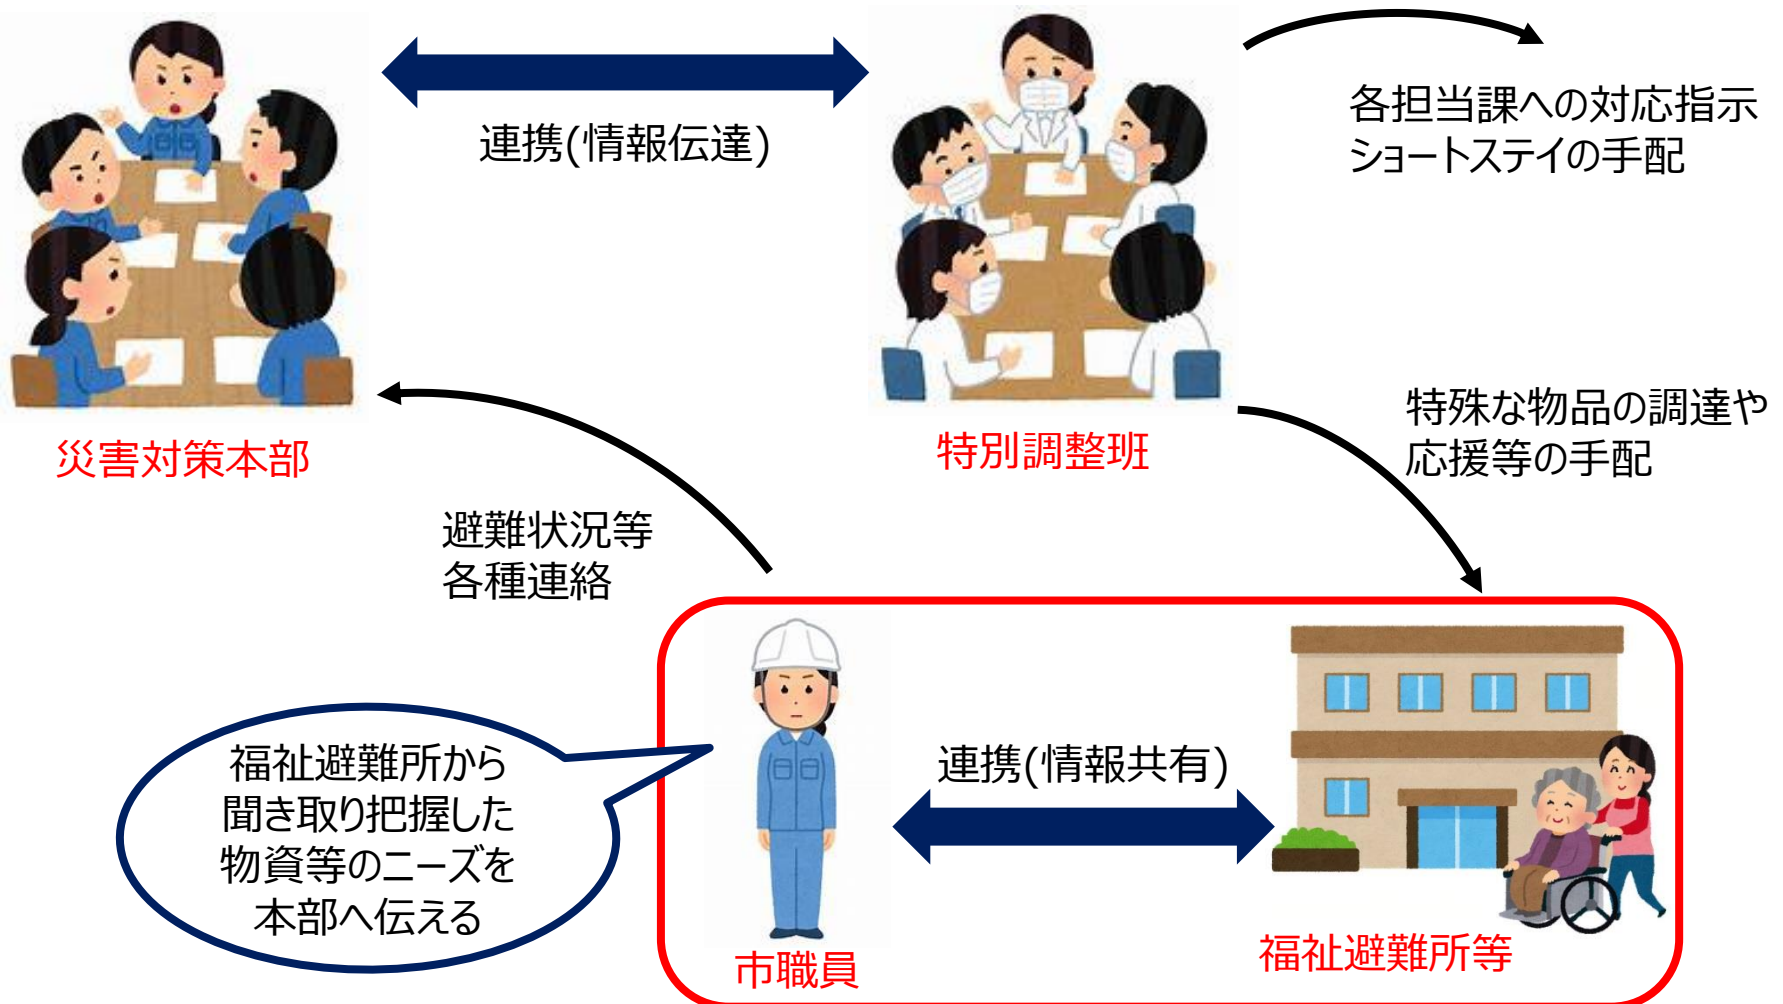 連携(情報伝達)
各担当課への対応指示
ショートステイの手配
災害対策本部
特別調整班
特殊な物品の調達や
応援等の手配
避難状況等
各種連絡
福祉避難所から
聞き取り把握した
物資等のニーズを
本部へ伝える
連携(情報共有)
市職員
福祉避難所等